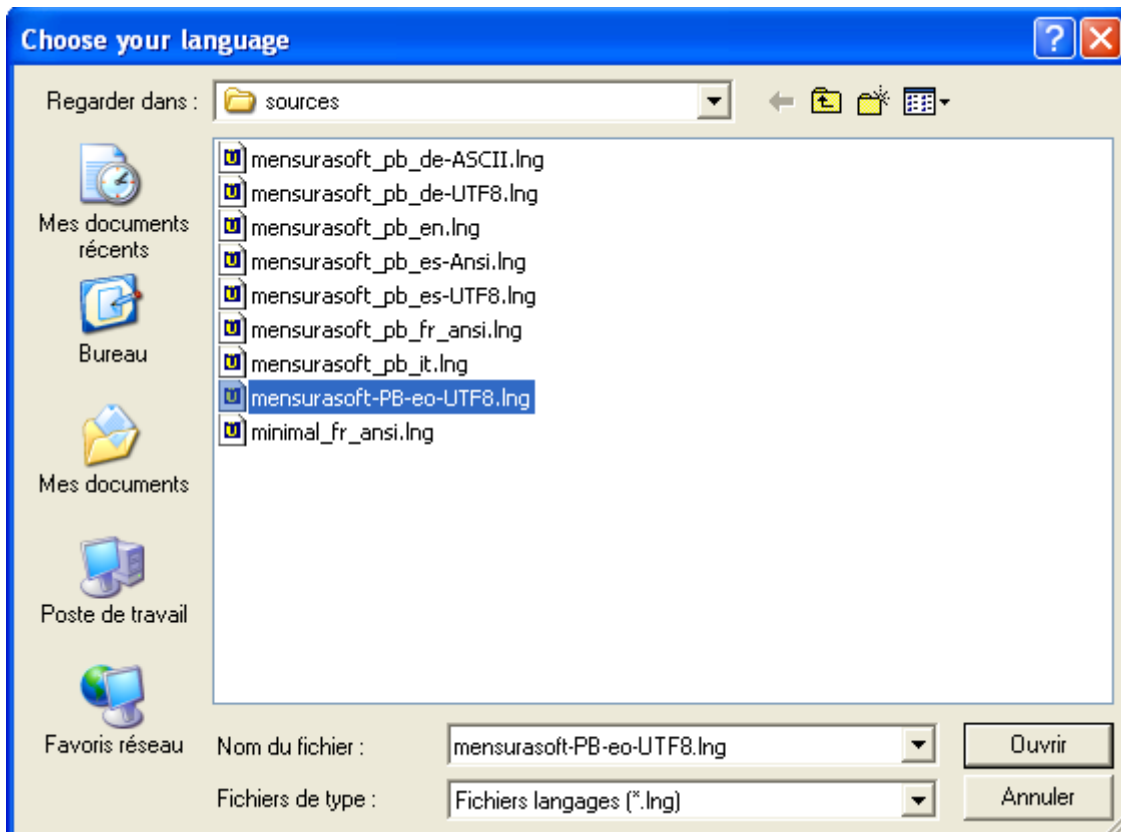 Choose your language
Regarder dans :
sources
Mes documents
récents
Bureau
Mes documents
Poste de travail
Favoris réseau
mensurasoft_pb_de-ASCII.lng
mensurasoft_pb_de-UTF8.lng
mensurasoft_pb_en.lng
mensurasoft_pb_es-Ansi.lng
mensurasoft_pb_es-UTF8.lng
mensurasoft_pb_fr_ansi.lng
mensurasoft_pb_it.lng
mensurasoft-PB-eo-UTF8.lng
minimal_fr_ansi.lng
Nom du fichier :
mensurasoft-PB-eo-UTF8.lng
Ouvrir
Fichiers de type :
Fichiers langages (*.lng)
Annuler